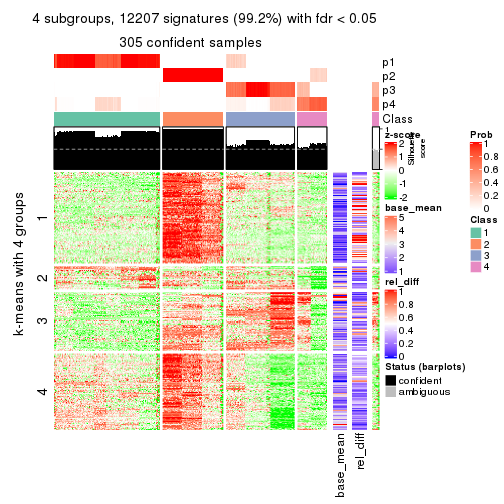 4 subgroups, 12207 signatures (99.2%) with fdr < 0.05
305 confident samples
p1
p2
p3
p4
Class
1
Silhouette score
k-means with 4 groups
1
2
3
4
base_mean
rel_diff
z-score
2
1
0
-1
-2
base_mean
5
4
3
2
1
rel_diff
1
0.8
0.6
0.4
0.2
0
Status (barplots)
confident
ambiguous
Prob
1
0.8
0.6
0.4
0.2
0
Class
1
2
3
4